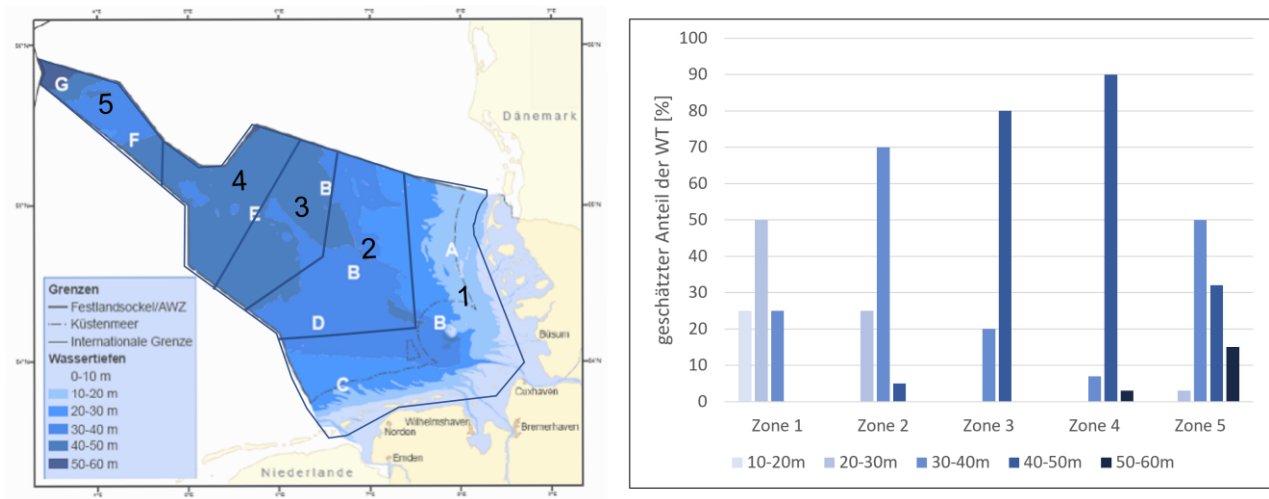 Dänemark
G
5
F
4
B
3
E
2
A
B
1
D
B
C
Büsum
Cuxhaven
Wilhelmshaven
Bremerhaven
Norden
Emden
Niederlande
Grenzen
Festlandsockel/AWZ
Küstenmeer
Internationale Grenze
Wassertiefen
0-10 m
10-20 m
20-30 m
30-40 m
40-50 m
50-60 m
geschätzter Anteil der WT [%]
100
90
80
70
60
50
40
30
20
10
0
Zone 1 Zone 2 Zone 3 Zone 4 Zone 5
10-20m 20-30m 30-40m 40-50m 50-60m